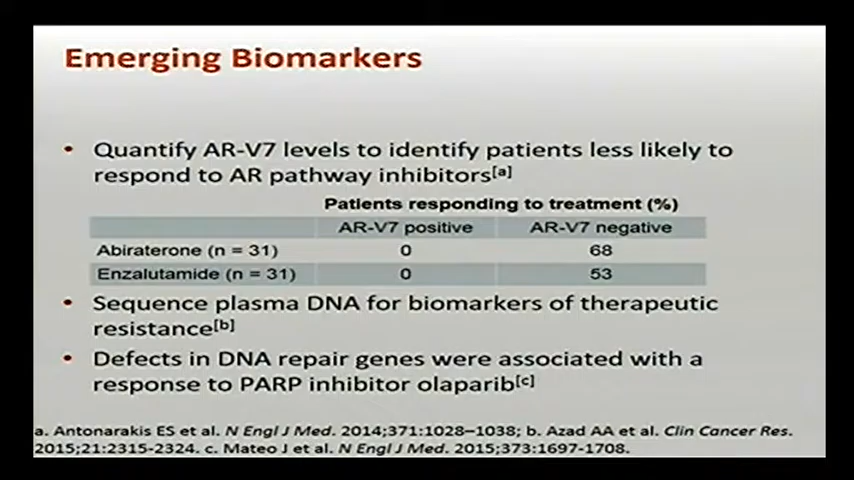 Emerging Biomarkers
• Quantify AR-V7 levels to identify patients less likely to
respond to AR pathway inhibitors[a]
Patients responding to treatment (%)
AR-V7 positive AR-V7 negative
Abiraterone (n = 31) 0 68
Enzalutamide (n = 31) 0 53
• Sequence plasma DNA for biomarkers of therapeutic
resistance[b]
• Defects in DNA repair genes were associated with a
response to PARP inhibitor olaparib[c]
a. Antonarakis ES et al. N Engl J Med. 2014;371:1028–1038; b. Azad AA et al. Clin Cancer Res.
2015;21:2315-2324. c. Mateo J et al. N Engl J Med. 2015;373:1697-1708.